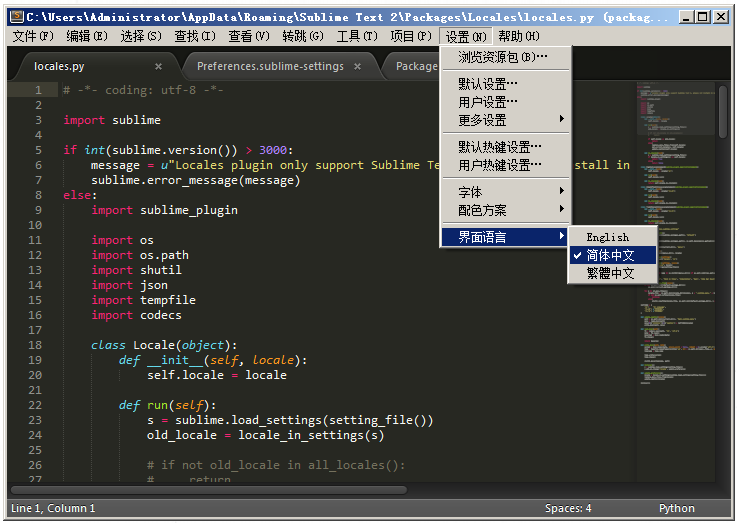 C:\Users\Administrator\AppData\Roaming\Sublime Text 2\Packages\Locales\locales.py (packag...
文件(F) 编辑(E) 选择(S) 查找(I) 查看(V) 转跳(G) 工具(T) 项目(P) 设置(N) 帮助(H)
locales.py × Preferences.sublime-settings × Package
浏览资源包(B)…
默认设置…
用户设置…
更多设置
默认热键设置…
用户热键设置…
字体
配色方案
界面语言
English
简体中文
繁體中文
1 # -*- coding: utf-8 -*-
2
3 import sublime
4
5 if int(sublime.version()) > 3000:
6 message = u"Locales plugin only support Sublime Te stall in
7 sublime.error_message(message)
8 else:
9 import sublime_plugin
10
11 import os
12 import os.path
13 import shutil
14 import json
15 import tempfile
16 import codecs
17
18 class Locale(object):
19 def __init__(self, locale):
20 self.locale = locale
21
22 def run(self):
23 s = sublime.load_settings(setting_file())
24 old_locale = locale_in_settings(s)
25
26 # if not old_locale in all_locales():
27 # return
Line 1, Column 1 Spaces: 4 Python